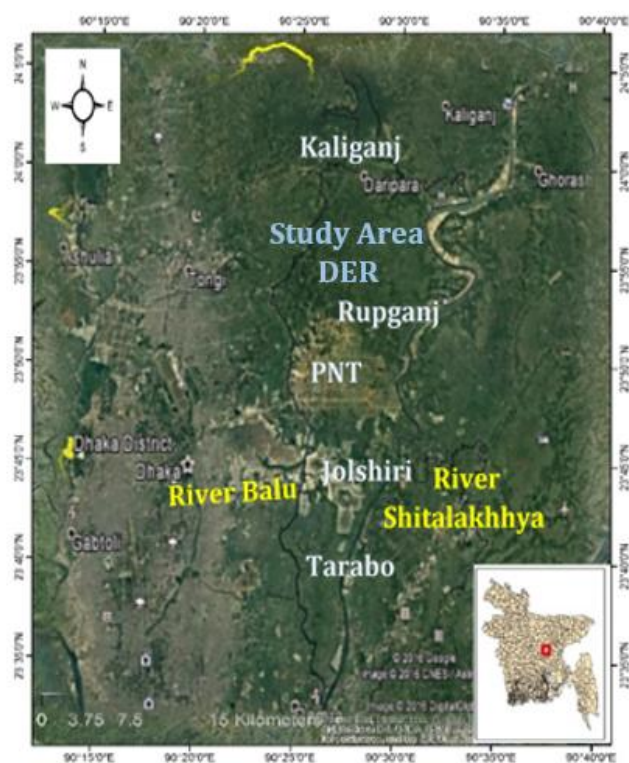 90°15'0"E 90°20'0"E 90°25'0"E 90°30'0"E 90°35'0"E 90°40'0"E
N
W E
S
24°5'0"N
24°0'0"N
23°55'0"N
23°50'0"N
23°45'0"N
23°40'0"N
23°35'0"N
Kaliganj
Kaliganj
Daripara
Ghorash
Study Area
DER
Tongi
Rupganj
PNT
Dhaka District
Dhaka
Jolshiri
River Balu
River
Shitalakhhya
Gabtoli
Tarabo
© 2016 Google
Image © 2016 CNES / Astrium
0 3.75 7.5 15 Kilometers
24°5'0"N
24°0'0"N
23°55'0"N
23°50'0"N
23°45'0"N
23°40'0"N
23°35'0"N
90°15'0"E 90°20'0"E 90°25'0"E 90°30'0"E 90°35'0"E 90°40'0"E